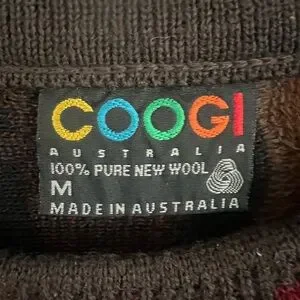 COOGI
AUSTRALIA
100% PURE NEW WOOL
M
MADE IN AUSTRALIA